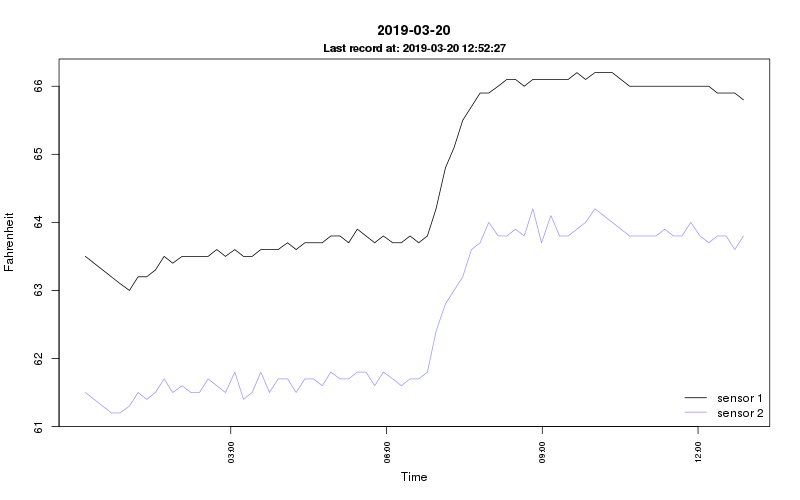 2019-03-20
Last record at: 2019-03-20 12:52:27
Fahrenheit
66
65
64
63
62
61
03:00
06:00
09:00
12:00
Time
sensor 1
sensor 2